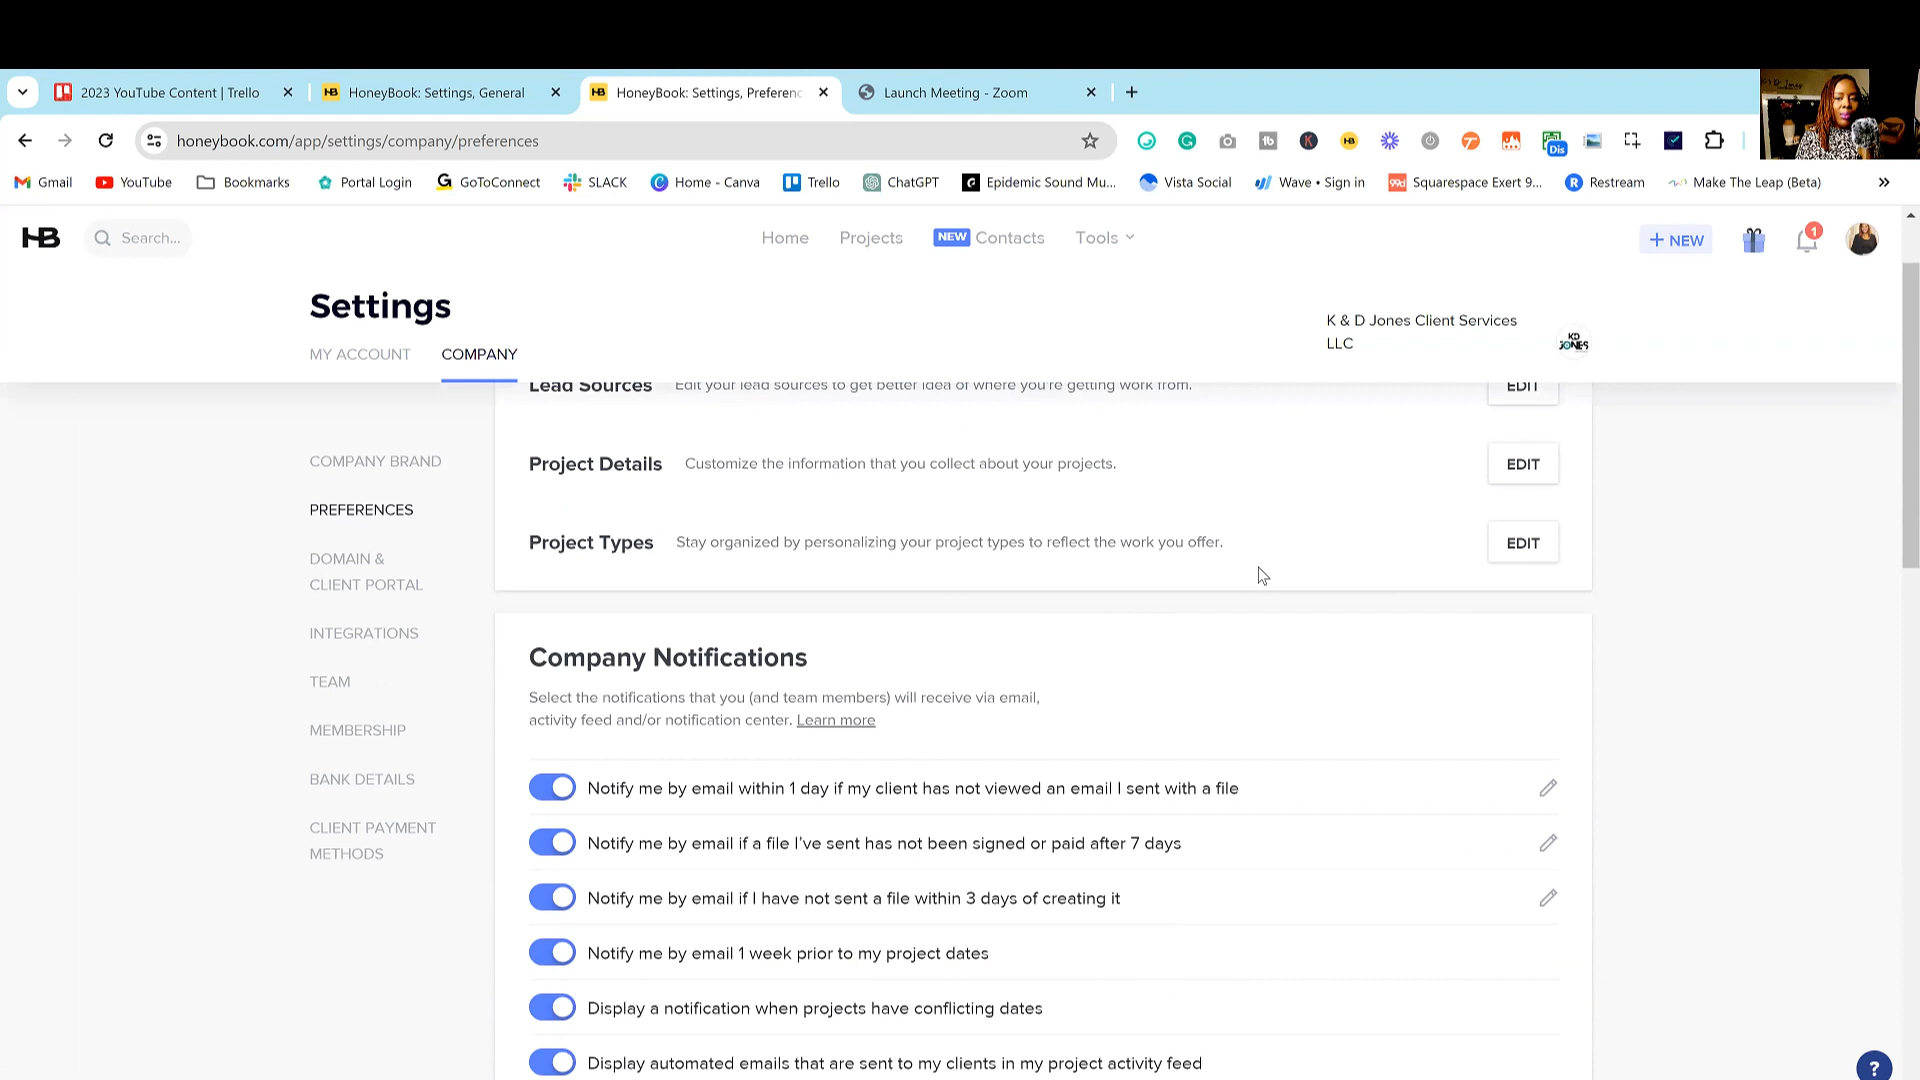 2023 YouTube Content | Trello
HB HoneyBook: Settings, General
HB HoneyBook: Settings, Preferenc
Launch Meeting - Zoom
honeybook.com/app/settings/company/preferences
Dis
Gmail
YouTube
Bookmarks
Portal Login
GoToConnect
SLACK
Home - Canva
Trello
ChatGPT
Epidemic Sound Mu...
Vista Social
Wave • Sign in
99d Squarespace Exert 9...
Restream
Make The Leap (Beta)
HB
Search...
Home
Projects
NEW Contacts
Tools
+ NEW
1
Settings
K & D Jones Client Services
LLC
KD
JONES
MY ACCOUNT
COMPANY
Lead Sources Edit your lead sources to get better idea of where you're getting work from.
EDIT
COMPANY BRAND
PREFERENCES
DOMAIN &
CLIENT PORTAL
INTEGRATIONS
TEAM
MEMBERSHIP
BANK DETAILS
CLIENT PAYMENT
METHODS
Project Details Customize the information that you collect about your projects.
EDIT
Project Types Stay organized by personalizing your project types to reflect the work you offer.
EDIT
Company Notifications
Select the notifications that you (and team members) will receive via email,
activity feed and/or notification center. Learn more
Notify me by email within 1 day if my client has not viewed an email I sent with a file
Notify me by email if a file I've sent has not been signed or paid after 7 days
Notify me by email if I have not sent a file within 3 days of creating it
Notify me by email 1 week prior to my project dates
Display a notification when projects have conflicting dates
Display automated emails that are sent to my clients in my project activity feed
?